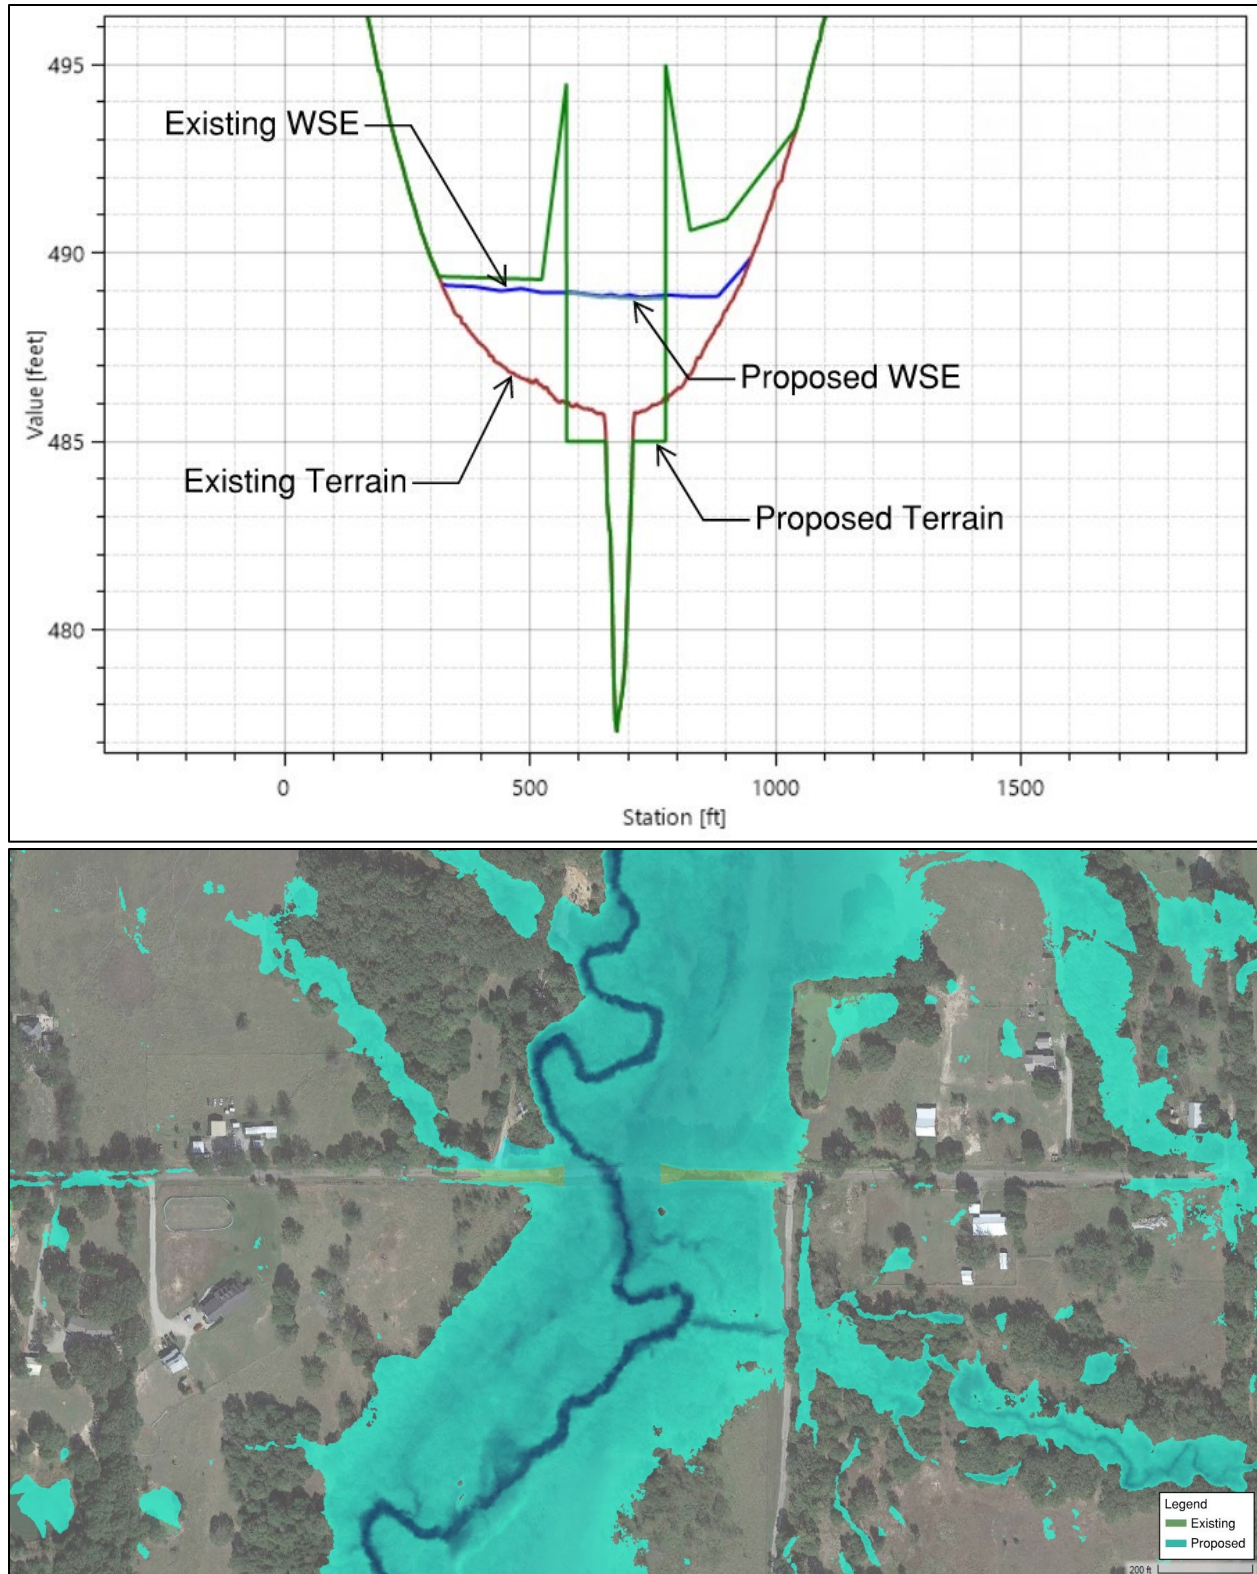 495
Existing WSE
490
Value [feet]
Proposed WSE
485
Existing Terrain
Proposed Terrain
480
0
500
1000
1500
Station [ft]
Legend
Existing
Proposed
200 ft